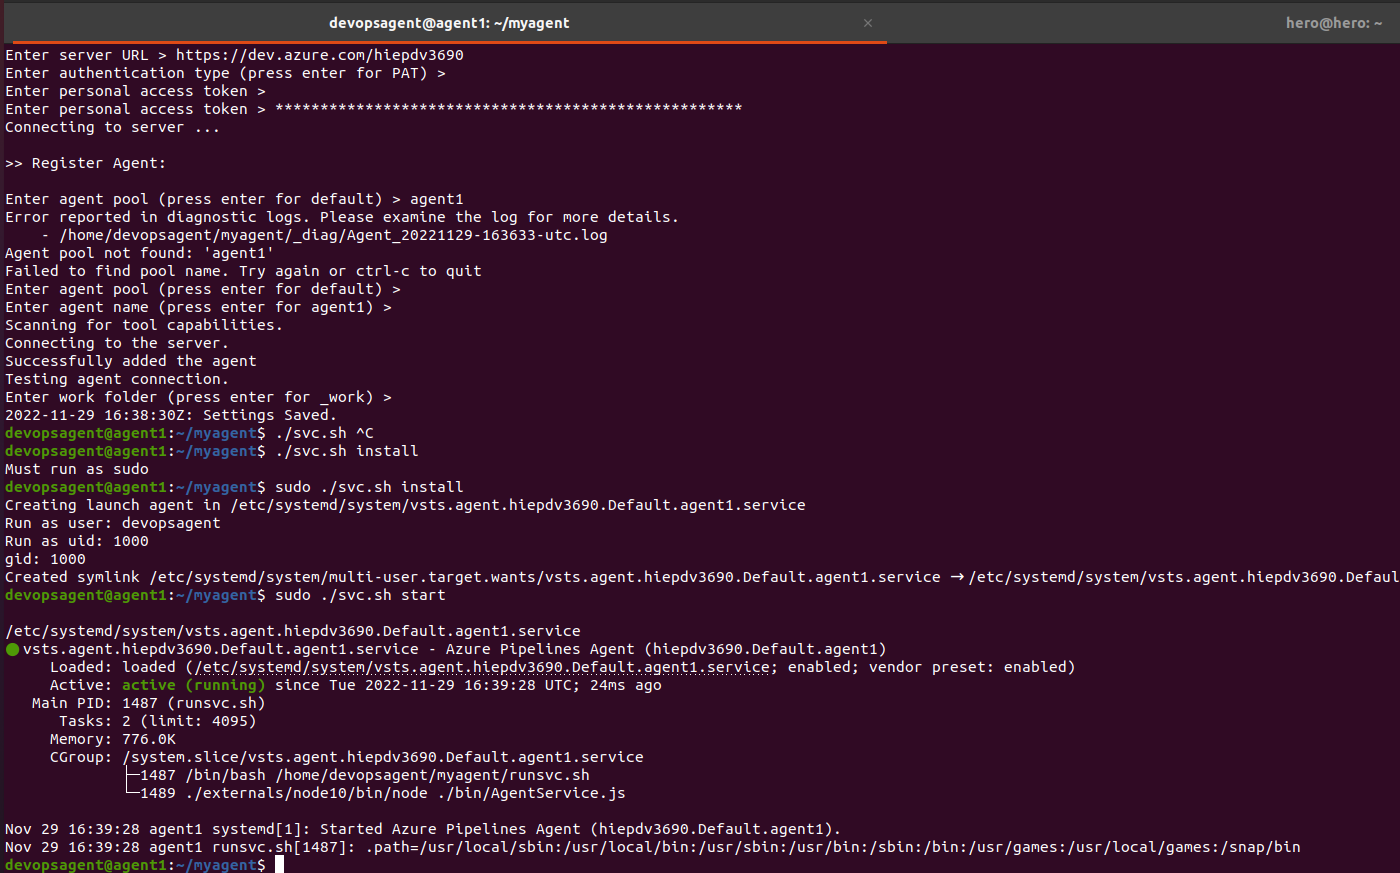 devopsagent@agent1: ~/myagent × hero@hero: ~
Enter server URL > https://dev.azure.com/hiepdv3690
Enter authentication type (press enter for PAT) >
Enter personal access token >
Enter personal access token > ****************************************************
Connecting to server ...
>> Register Agent:
Enter agent pool (press enter for default) > agent1
Error reported in diagnostic logs. Please examine the log for more details.
    - /home/devopsagent/myagent/_diag/Agent_20221129-163633-utc.log
Agent pool not found: 'agent1'
Failed to find pool name. Try again or ctrl-c to quit
Enter agent pool (press enter for default) >
Enter agent name (press enter for agent1) >
Scanning for tool capabilities.
Connecting to the server.
Successfully added the agent
Testing agent connection.
Enter work folder (press enter for _work) >
2022-11-29 16:38:30Z: Settings Saved.
devopsagent@agent1:~/myagent$ ./svc.sh ^C
devopsagent@agent1:~/myagent$ ./svc.sh install
Must run as sudo
devopsagent@agent1:~/myagent$ sudo ./svc.sh install
Creating launch agent in /etc/systemd/system/vsts.agent.hiepdv3690.Default.agent1.service
Run as user: devopsagent
Run as uid: 1000
gid: 1000
Created symlink /etc/systemd/system/multi-user.target.wants/vsts.agent.hiepdv3690.Default.agent1.service → /etc/systemd/system/vsts.agent.hiepdv3690.Defaul
devopsagent@agent1:~/myagent$ sudo ./svc.sh start
/etc/systemd/system/vsts.agent.hiepdv3690.Default.agent1.service
● vsts.agent.hiepdv3690.Default.agent1.service - Azure Pipelines Agent (hiepdv3690.Default.agent1)
     Loaded: loaded (/etc/systemd/system/vsts.agent.hiepdv3690.Default.agent1.service; enabled; vendor preset: enabled)
     Active: active (running) since Tue 2022-11-29 16:39:28 UTC; 24ms ago
   Main PID: 1487 (runsvc.sh)
      Tasks: 2 (limit: 4095)
     Memory: 776.0K
     CGroup: /system.slice/vsts.agent.hiepdv3690.Default.agent1.service
             ├─1487 /bin/bash /home/devopsagent/myagent/runsvc.sh
             └─1489 ./externals/node10/bin/node ./bin/AgentService.js
Nov 29 16:39:28 agent1 systemd[1]: Started Azure Pipelines Agent (hiepdv3690.Default.agent1).
Nov 29 16:39:28 agent1 runsvc.sh[1487]: .path=/usr/local/sbin:/usr/local/bin:/usr/sbin:/usr/bin:/sbin:/bin:/usr/games:/usr/local/games:/snap/bin
devopsagent@agent1:~/myagent$